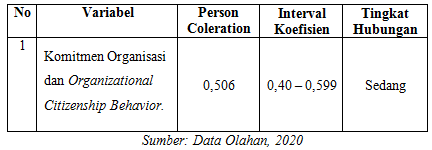 No Variabel Person Coleration Interval Koefisien Tingkat Hubungan
1 Komitmen Organisasi
dan Organizational
Citizenship Behavior. 0,506 0,40 – 0,599 Sedang
Sumber: Data Olahan, 2020